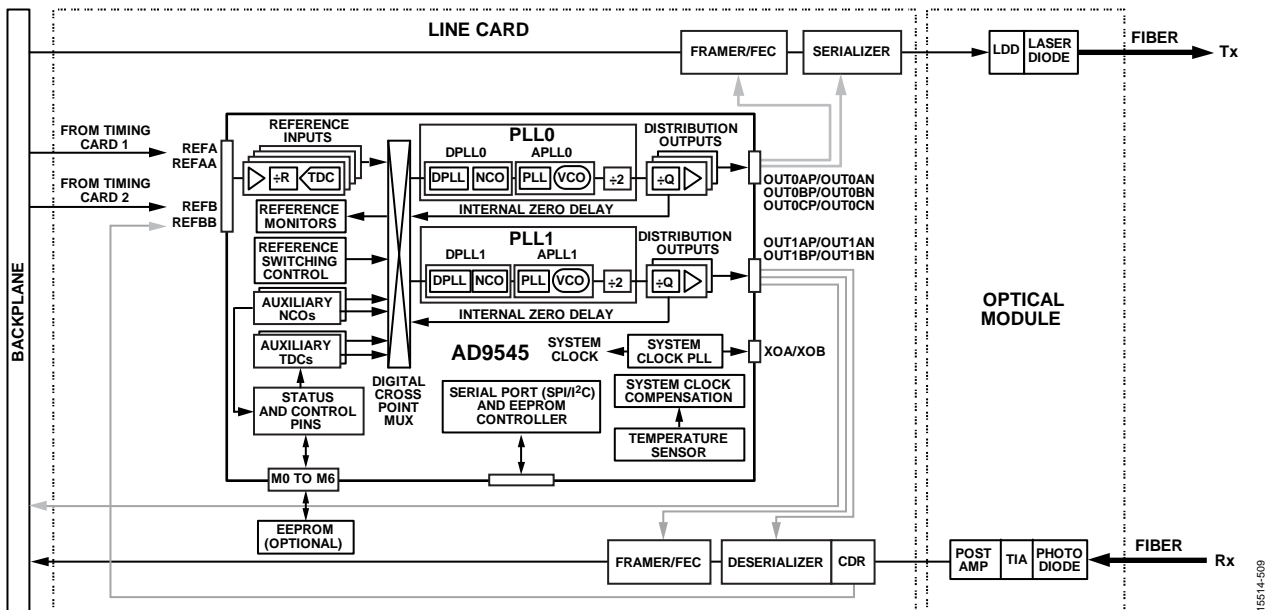 LINE CARD
FRAMER/FEC
SERIALIZER
LDD
LASER
DIODE
FIBER
Tx
BACKPLANE
FROM TIMING
CARD 1
FROM TIMING
CARD 2
REFA
REFAA
REFB
REFBB
REFERENCE
INPUTS
÷R
TDC
REFERENCE
MONITORS
REFERENCE
SWITCHING
CONTROL
AUXILIARY
NCOs
AUXILIARY
TDCs
STATUS
AND CONTROL
PINS
M0 TO M6
EEPROM
(OPTIONAL)
DIGITAL
CROSS
POINT
MUX
PLL0
DPLL0
APLL0
DPLL
NCO
PLL
VCO
÷2
INTERNAL ZERO DELAY
DISTRIBUTION
OUTPUTS
÷Q
OUT0AP/OUT0AN
OUT0BP/OUT0BN
OUT0CP/OUT0CN
PLL1
DPLL1
APLL1
DPLL
NCO
PLL
VCO
÷2
INTERNAL ZERO DELAY
DISTRIBUTION
OUTPUTS
÷Q
OUT1AP/OUT1AN
OUT1BP/OUT1BN
AD9545
SYSTEM
CLOCK
SYSTEM
CLOCK PLL
XOA/XOB
SERIAL PORT (SPI/I²C)
AND EEPROM
CONTROLLER
SYSTEM CLOCK
COMPENSATION
TEMPERATURE
SENSOR
OPTICAL
MODULE
FRAMER/FEC
DESERIALIZER
CDR
POST
AMP
TIA
PHOTO
DIODE
FIBER
Rx
15514-509